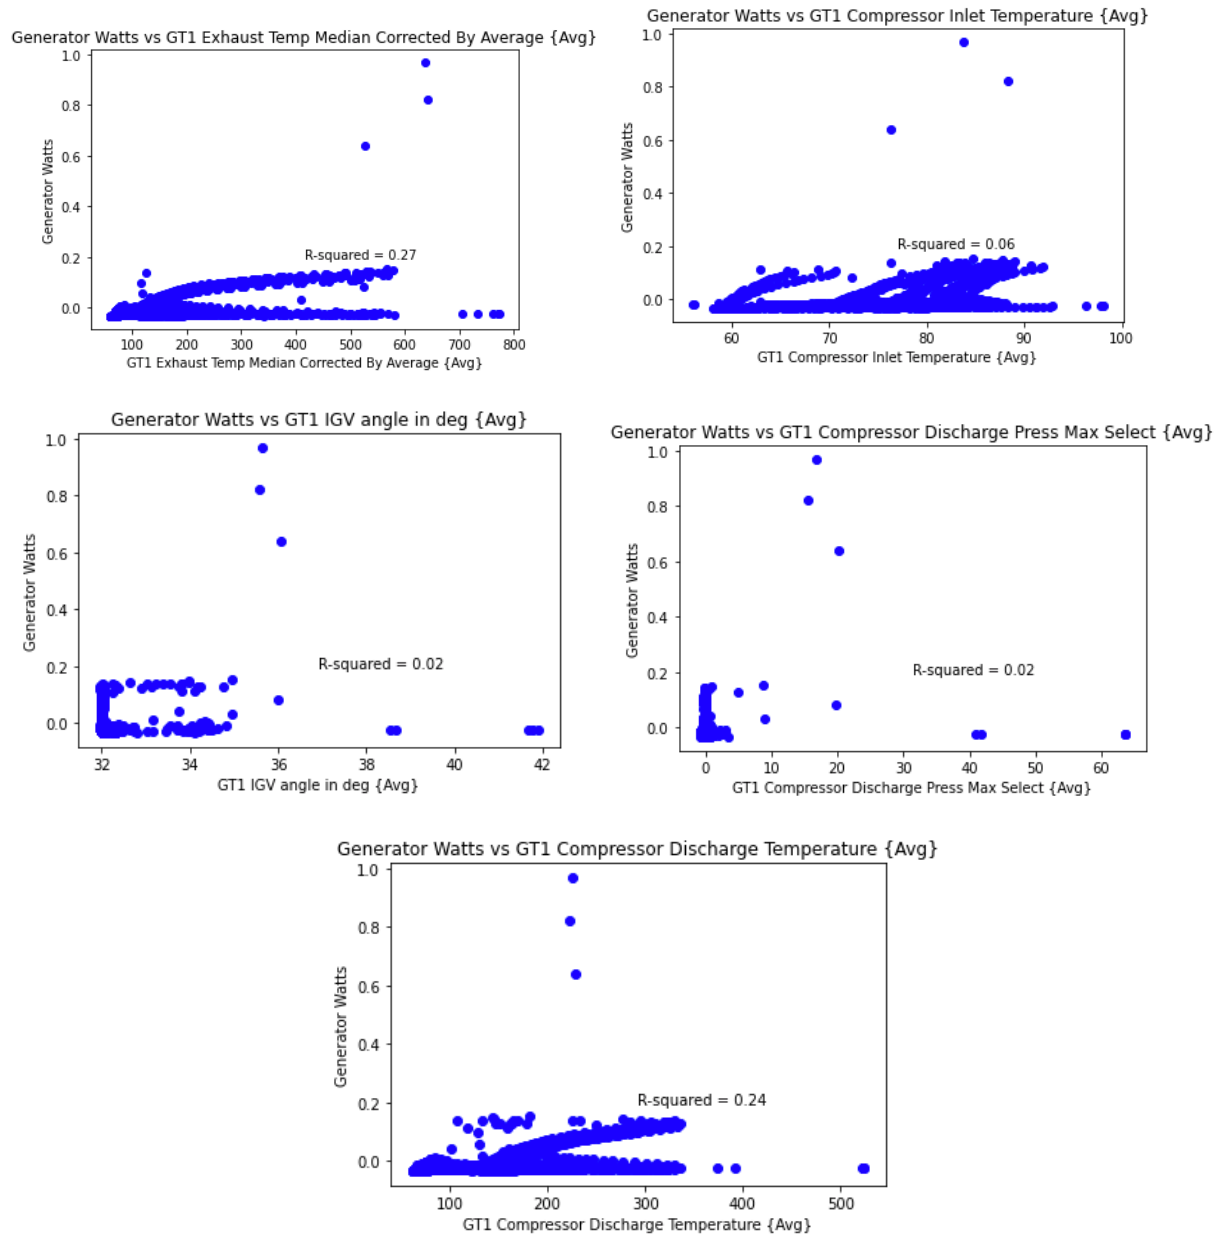 Generator Watts vs GT1 Exhaust Temp Median Corrected By Average {Avg}
1.0
0.8
0.6
0.4
0.2
0.0
Generator Watts
R-squared = 0.27
100 200 300 400 500 600 700 800
GT1 Exhaust Temp Median Corrected By Average {Avg}
Generator Watts vs GT1 Compressor Inlet Temperature {Avg}
1.0
0.8
0.6
0.4
0.2
0.0
Generator Watts
R-squared = 0.06
60 70 80 90 100
GT1 Compressor Inlet Temperature {Avg}
Generator Watts vs GT1 IGV angle in deg {Avg}
1.0
0.8
0.6
0.4
0.2
0.0
Generator Watts
R-squared = 0.02
32 34 36 38 40 42
GT1 IGV angle in deg {Avg}
Generator Watts vs GT1 Compressor Discharge Press Max Select {Avg}
1.0
0.8
0.6
0.4
0.2
0.0
Generator Watts
R-squared = 0.02
0 10 20 30 40 50 60
GT1 Compressor Discharge Press Max Select {Avg}
Generator Watts vs GT1 Compressor Discharge Temperature {Avg}
1.0
0.8
0.6
0.4
0.2
0.0
Generator Watts
R-squared = 0.24
100 200 300 400 500
GT1 Compressor Discharge Temperature {Avg}